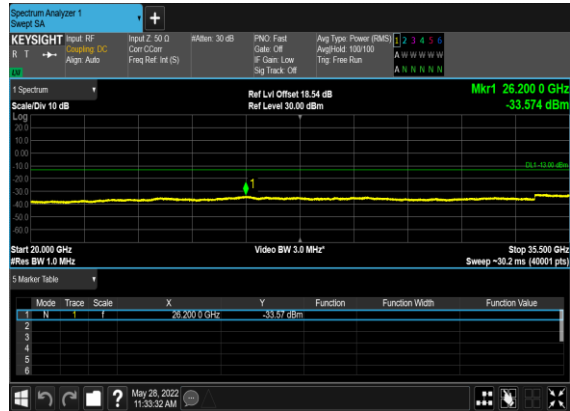 Spectrum Analyzer 1
Swept SA
+
KEYSIGHT Input: RF Input Z: 50 Ω #Atten: 30 dB PNO: Fast Avg Type: Power (RMS) 1 2 3 4 5 6
R T Coupling: DC Corr CCorr Gate: Off Avg|Hold: 100/100 A W W W W W
Align: Auto Freq Ref: Int (S) IF Gain: Low Trig: Free Run
Sig Track: Off A N N N N N
1 Spectrum Ref Lvl Offset 18.54 dB Mkr1 26.200 0 GHz
Scale/Div 10 dB Ref Level 30.00 dBm -33.574 dBm
Log
20.0
10.0
0.00
-10.0
DL1 -13.00 dBm
-20.0
1
-30.0
-40.0
-50.0
-60.0
Start 20.000 GHz Video BW 3.0 MHz* Stop 35.500 GHz
#Res BW 1.0 MHz Sweep ~30.2 ms (40001 pts)
5 Marker Table
Mode Trace Scale X Y Function Function Width Function Value
1 N 1 f 26.200 0 GHz -33.57 dBm
2
3
4
5
6
? May 28, 2022
11:33:32 AM